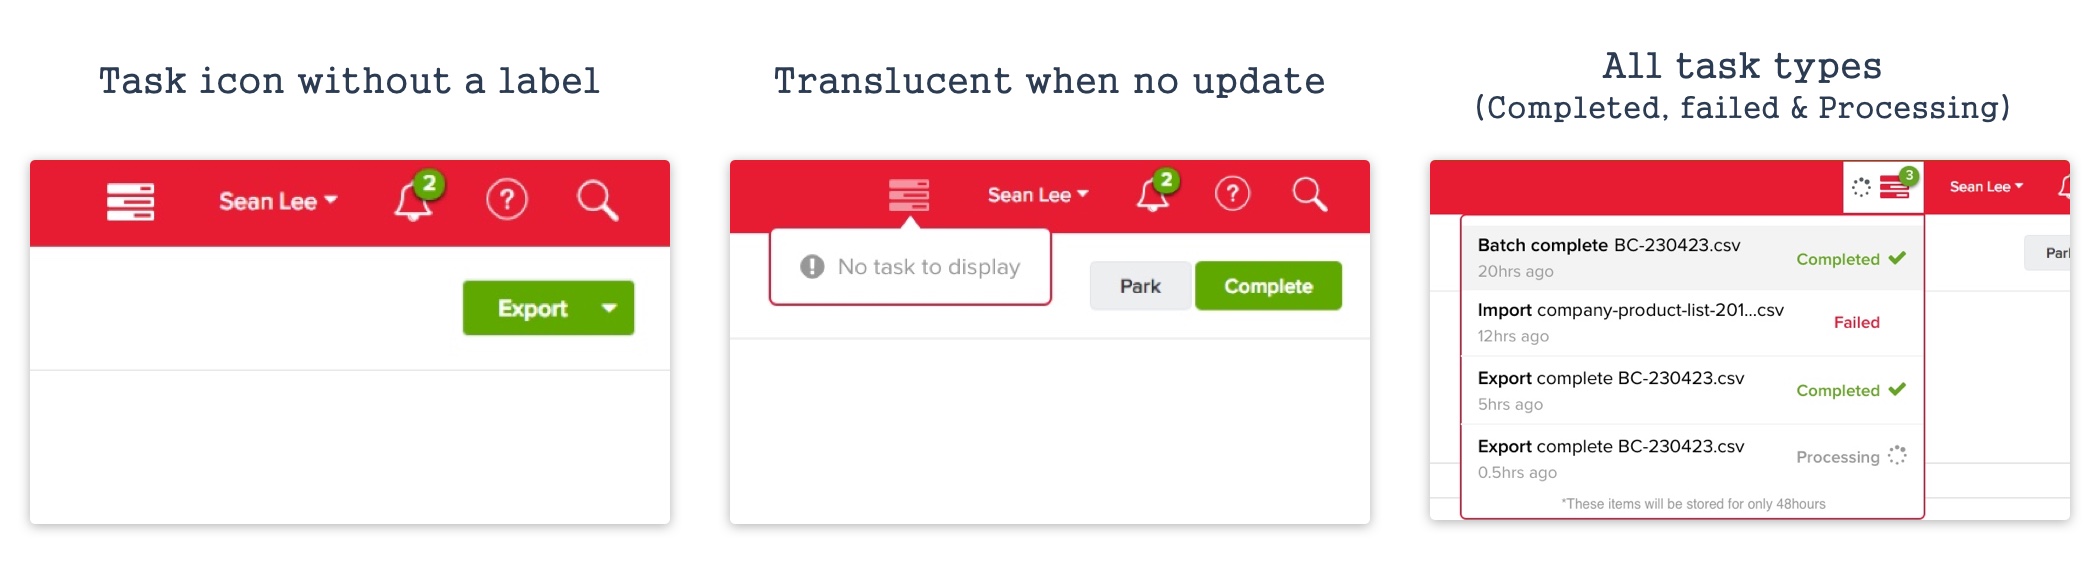 Task icon without a label
Sean Lee
2
?
Export
Translucent when no update
Sean Lee
2
?
! No task to display
Park
Complete
All task types
(Completed, failed & Processing)
3
Sean Lee
Batch complete BC-230423.csv
Completed
20hrs ago
Import company-product-list-201...csv
Failed
12hrs ago
Export complete BC-230423.csv
Completed
5hrs ago
Export complete BC-230423.csv
Processing
0.5hrs ago
*These items will be stored for only 48hours